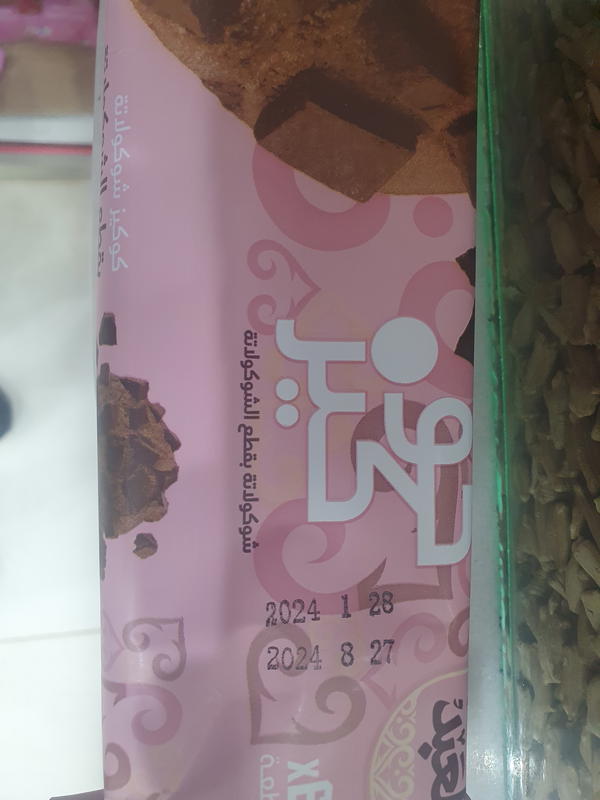 كوكيز
شوكولاتة بقطع الشوكولاتة
كوكيز شوكولاتة
2024 1 28
2024 8 27